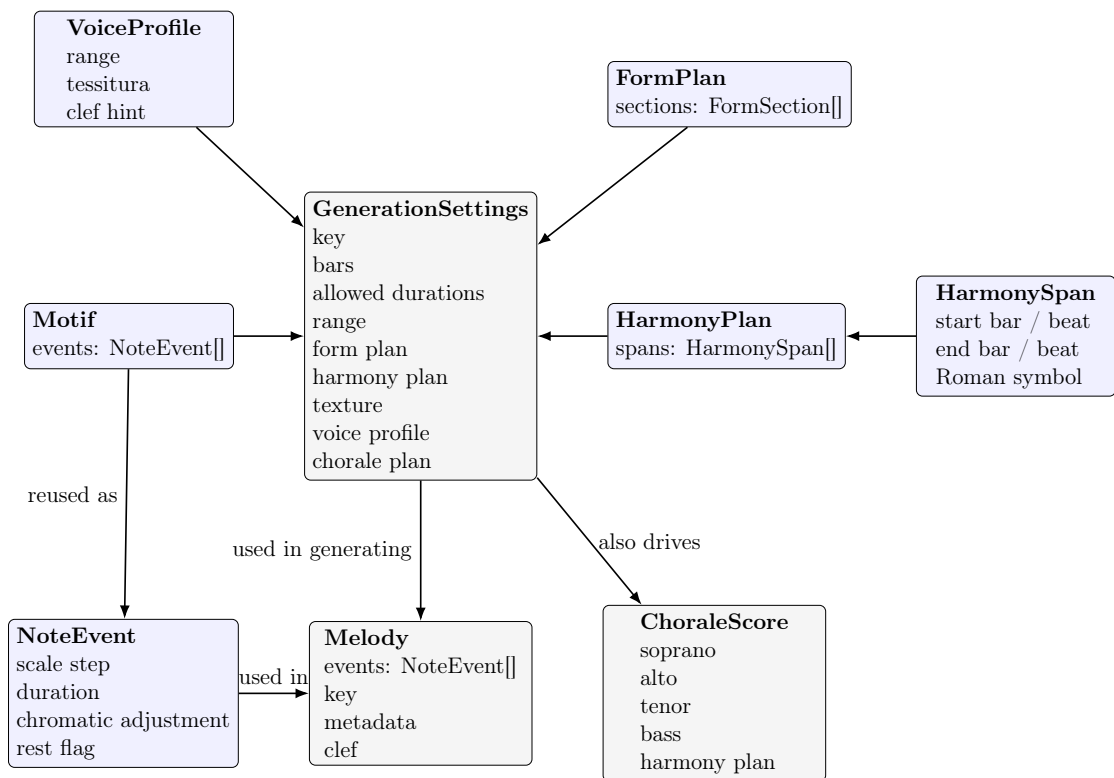 VoiceProfile
range
tessitura
clef hint
FormPlan
sections: FormSection[]
GenerationSettings
key
bars
allowed durations
range
form plan
harmony plan
texture
voice profile
chorale plan
Motif
events: NoteEvent[]
HarmonyPlan
spans: HarmonySpan[]
HarmonySpan
start bar / beat
end bar / beat
Roman symbol
reused as
used in generating
also drives
NoteEvent
scale step
duration
chromatic adjustment
rest flag
used in
Melody
events: NoteEvent[]
key
metadata
clef
ChoraleScore
soprano
alto
tenor
bass
harmony plan